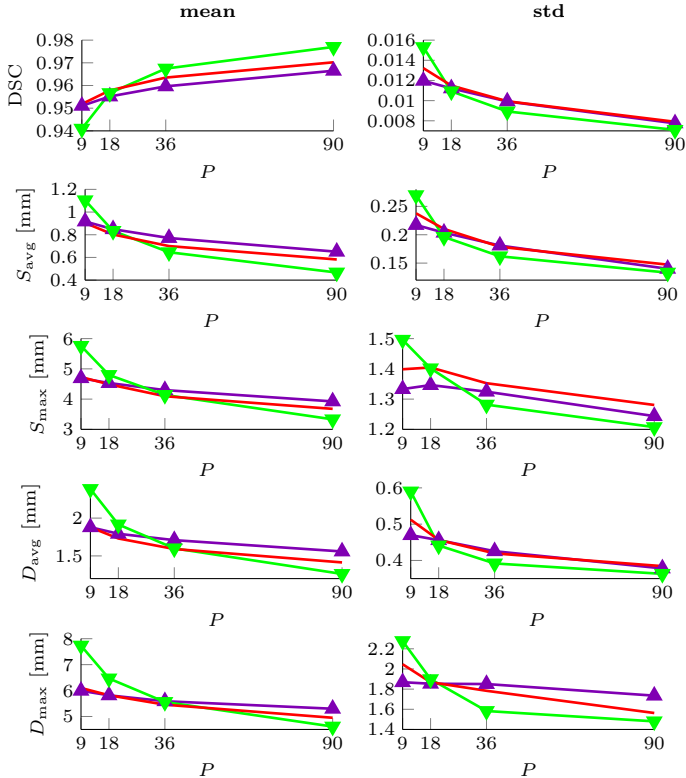 mean std
DSC
0.98
0.97
0.96
0.95
0.94
9 18 36 90
P
0.016
0.014
0.012
0.01
0.008
9 18 36 90
P
S_avg [mm]
1.2
1
0.8
0.6
0.4
9 18 36 90
P
0.25
0.2
0.15
9 18 36 90
P
S_max [mm]
6
5
4
3
9 18 36 90
1.5
1.4
1.3
1.2
9 18 36 90
D_avg [mm]
2
1.5
9 18 36 90
P
0.6
0.5
0.4
9 18 36 90
P
D_max [mm]
8
7
6
5
9 18 36 90
P
2.2
2
1.8
1.6
1.4
9 18 36 90
P